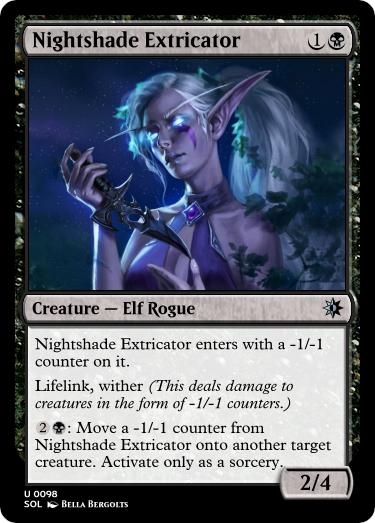 Nightshade Extricator 1
Creature — Elf Rogue
Nightshade Extricator enters with a -1/-1
counter on it.
Lifelink, wither (This deals damage to
creatures in the form of -1/-1 counters.)
2 : Move a -1/-1 counter from
Nightshade Extricator onto another target
creature. Activate only as a sorcery.
2/4
U 0098
SOL Bella Bergolts